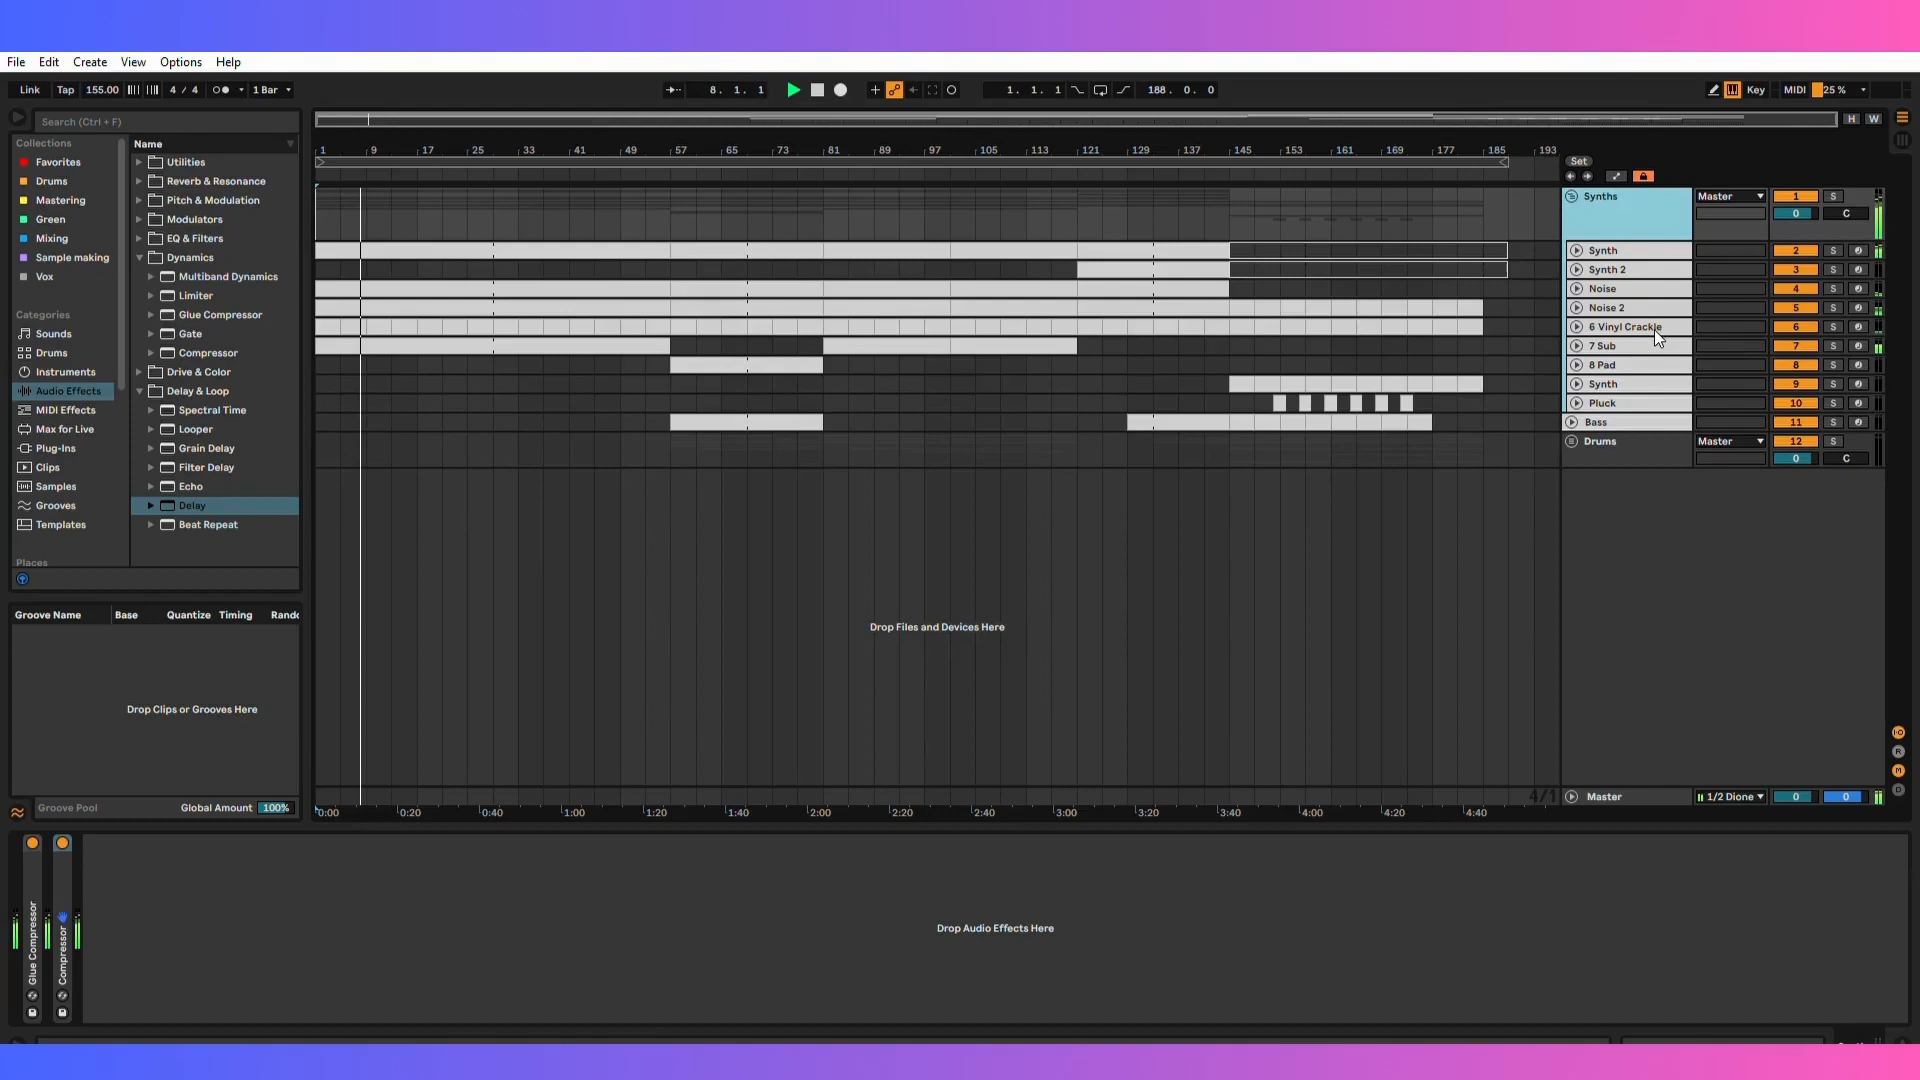 File Edit Create View Options Help
Link Tap 155.00 4 / 4 1 Bar 8. 1. 1 1. 1. 1 188. 0. 0 Key MIDI 25 %
Search (Ctrl + F)
H W
Collections
Favorites
Drums
Mastering
Green
Mixing
Sample making
Vox
Categories
Sounds
Drums
Instruments
Audio Effects
MIDI Effects
Max for Live
Plug-Ins
Clips
Samples
Grooves
Templates
Places
Name
Utilities
Reverb & Resonance
Pitch & Modulation
Modulators
EQ & Filters
Dynamics
Multiband Dynamics
Limiter
Glue Compressor
Gate
Compressor
Drive & Color
Delay & Loop
Spectral Time
Looper
Grain Delay
Filter Delay
Echo
Delay
Beat Repeat
Groove Name Base Quantize Timing Rando
Drop Clips or Grooves Here
Groove Pool Global Amount 100%
1 9 17 25 33 41 49 57 65 73 81 89 97 105 113 121 129 137 145 153 161 169 177 185 193
Set
Synths Master 1 S
0 C
Synth 2 S
Synth 2 3 S
Noise 4 S
Noise 2 5 S
6 Vinyl Crackle 6 S
7 Sub 7 S
8 Pad 8 S
Synth 9 S
Pluck 10 S
Bass 11 S
Drums Master 12 S
0 C
Drop Files and Devices Here
4/1
Master 1/2 Dione 0 0
0:00 0:20 0:40 1:00 1:20 1:40 2:00 2:20 2:40 3:00 3:20 3:40 4:00 4:20 4:40
I·O
R
M
D
Glue Compressor
Compressor
Drop Audio Effects Here